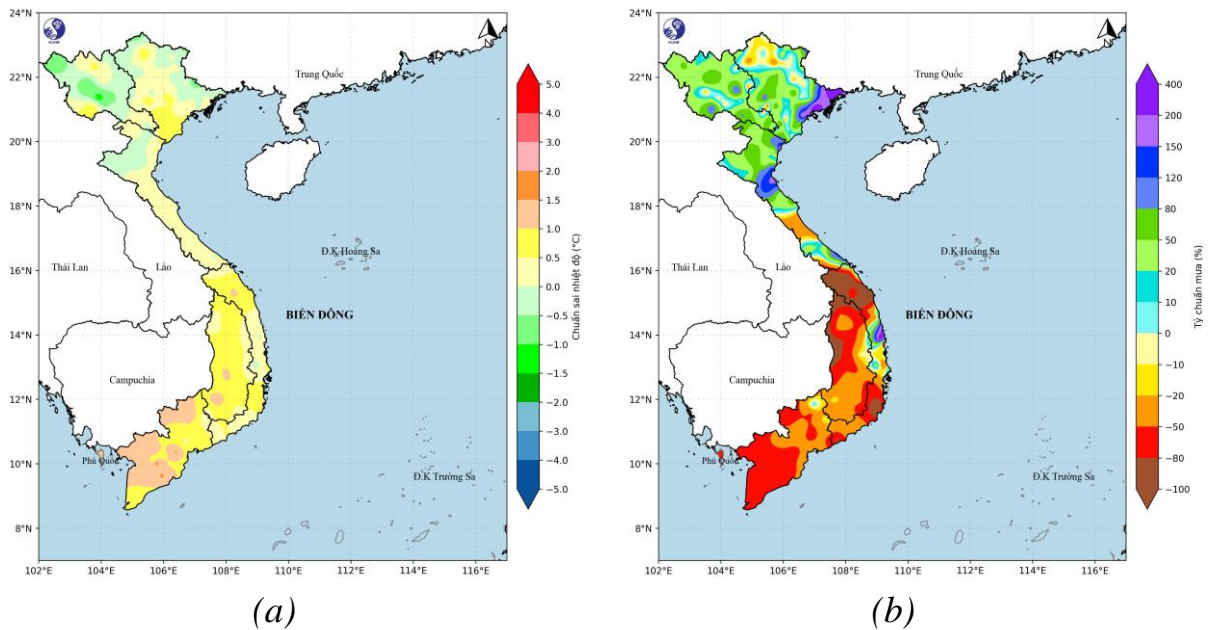 22°N
20°N
18°N
16°N
14°N
12°N
10°N
8°N
102°E
104°E
106°E
108°E
110°E
112°E
114°E
116°E
Trung Quốc
Thái Lan
Lào
Đ.K Hoàng Sa
BIỂN ĐÔNG
Campuchia
Phú Quốc
Đ.K Trường Sa
5.0
4.0
3.0
2.0
1.5
1.0
0.5
0.0
−0.5
−1.0
−1.5
−2.0
−3.0
−4.0
−5.0
Chuẩn sai nhiệt độ (°C)
(a)
22°N
20°N
18°N
16°N
14°N
12°N
10°N
8°N
102°E
104°E
106°E
108°E
110°E
112°E
114°E
116°E
Trung Quốc
Thái Lan
Lào
Đ.K Hoàng Sa
BIỂN ĐÔNG
Campuchia
Phú Quốc
Đ.K Trường Sa
400
200
150
120
80
50
20
10
0
−10
−20
−50
−80
−100
Tỷ chuẩn mưa (%)
(b)